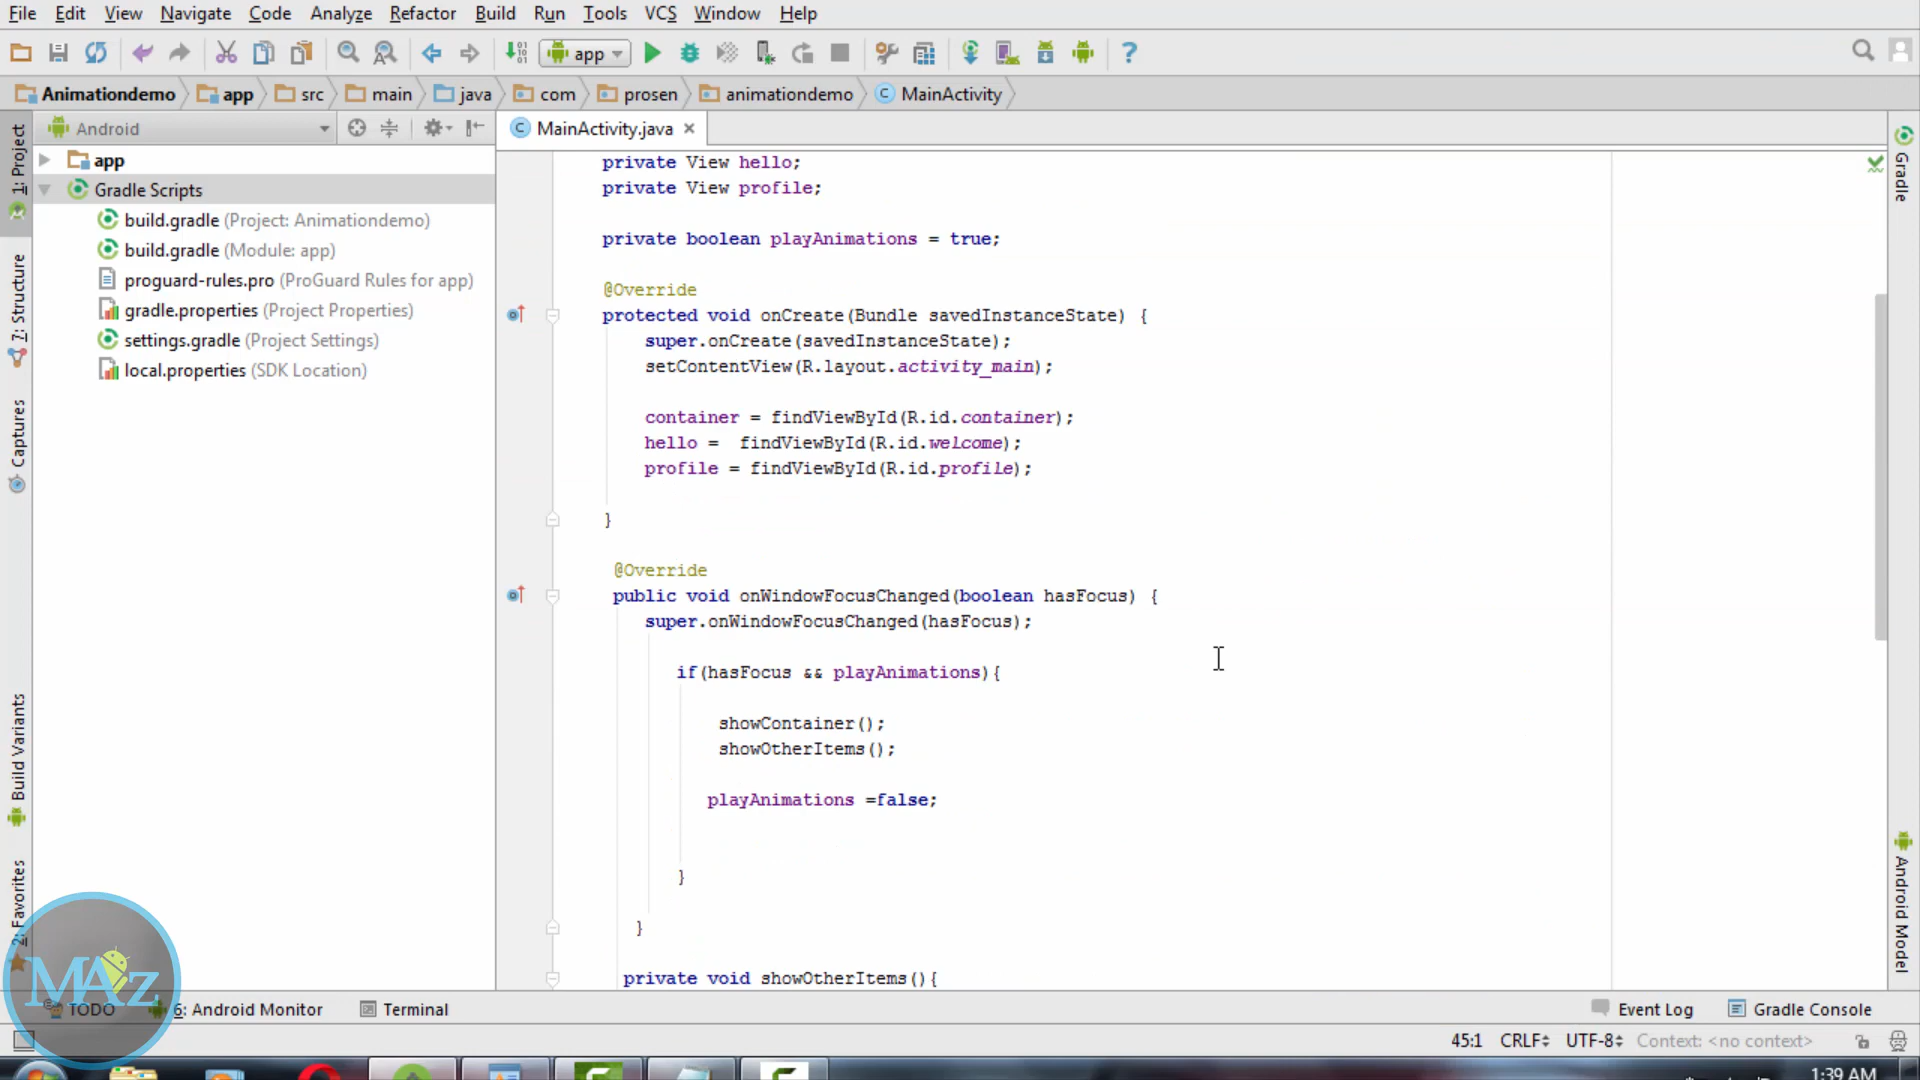 File Edit View Navigate Code Analyze Refactor Build Run Tools VCS Window Help
app
Animationdemo app src main java com prosen animationdemo MainActivity
Android
MainActivity.java
1: Project
7: Structure
Captures
Build Variants
2: Favorites
app
Gradle Scripts
build.gradle (Project: Animationdemo)
build.gradle (Module: app)
proguard-rules.pro (ProGuard Rules for app)
gradle.properties (Project Properties)
settings.gradle (Project Settings)
local.properties (SDK Location)
private View hello;
private View profile;
private boolean playAnimations = true;
@Override
protected void onCreate(Bundle savedInstanceState) {
super.onCreate(savedInstanceState);
setContentView(R.layout.activity_main);
container = findViewById(R.id.container);
hello =  findViewById(R.id.welcome);
profile = findViewById(R.id.profile);
}
@Override
public void onWindowFocusChanged(boolean hasFocus) {
super.onWindowFocusChanged(hasFocus);
if(hasFocus && playAnimations){
showContainer();
showOtherItems();
playAnimations =false;
}
}
private void showOtherItems(){
Gradle
Android Model
MAz
TODO 6: Android Monitor Terminal Event Log Gradle Console
45:1 CRLF UTF-8 Context: <no context>
1:39 AM